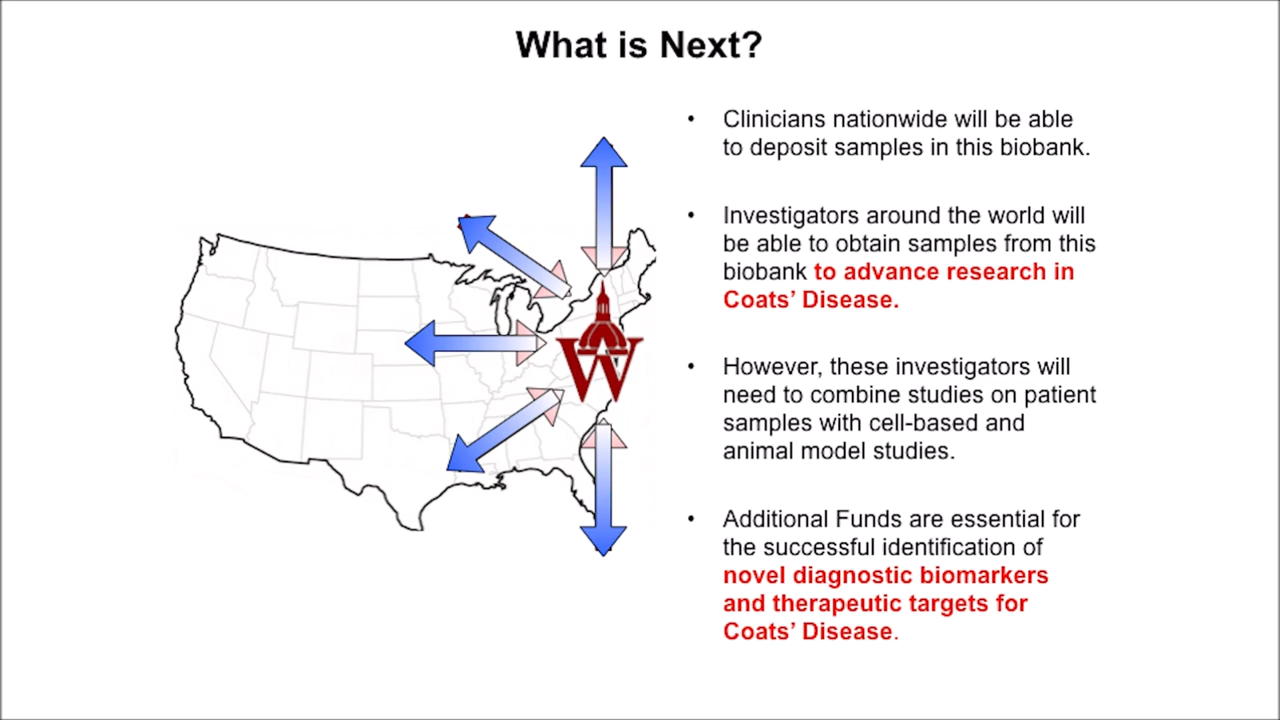 What is Next?
• Clinicians nationwide will be able
to deposit samples in this biobank.
• Investigators around the world will
be able to obtain samples from this
biobank to advance research in
Coats’ Disease.
• However, these investigators will
need to combine studies on patient
samples with cell-based and
animal model studies.
• Additional Funds are essential for
the successful identification of
novel diagnostic biomarkers
and therapeutic targets for
Coats’ Disease.
W